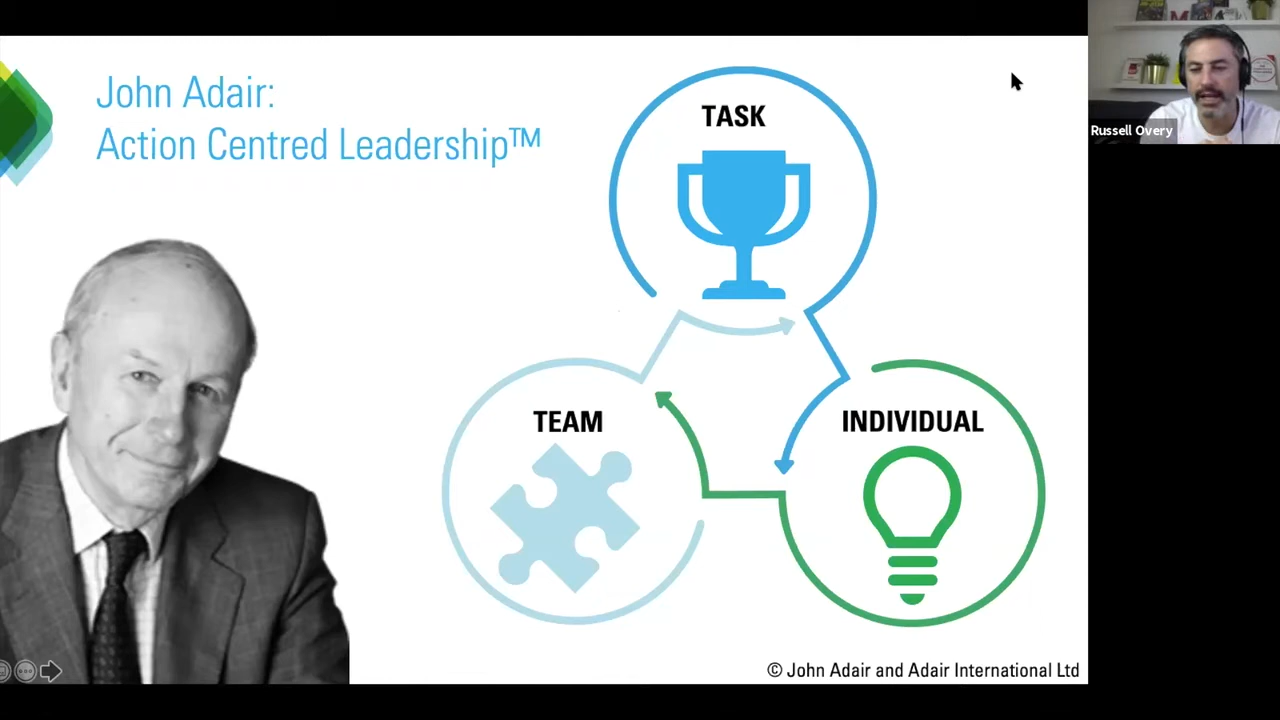 John Adair:
Action Centred Leadership™
TASK
TEAM
INDIVIDUAL
© John Adair and Adair International Ltd
Russell Overy